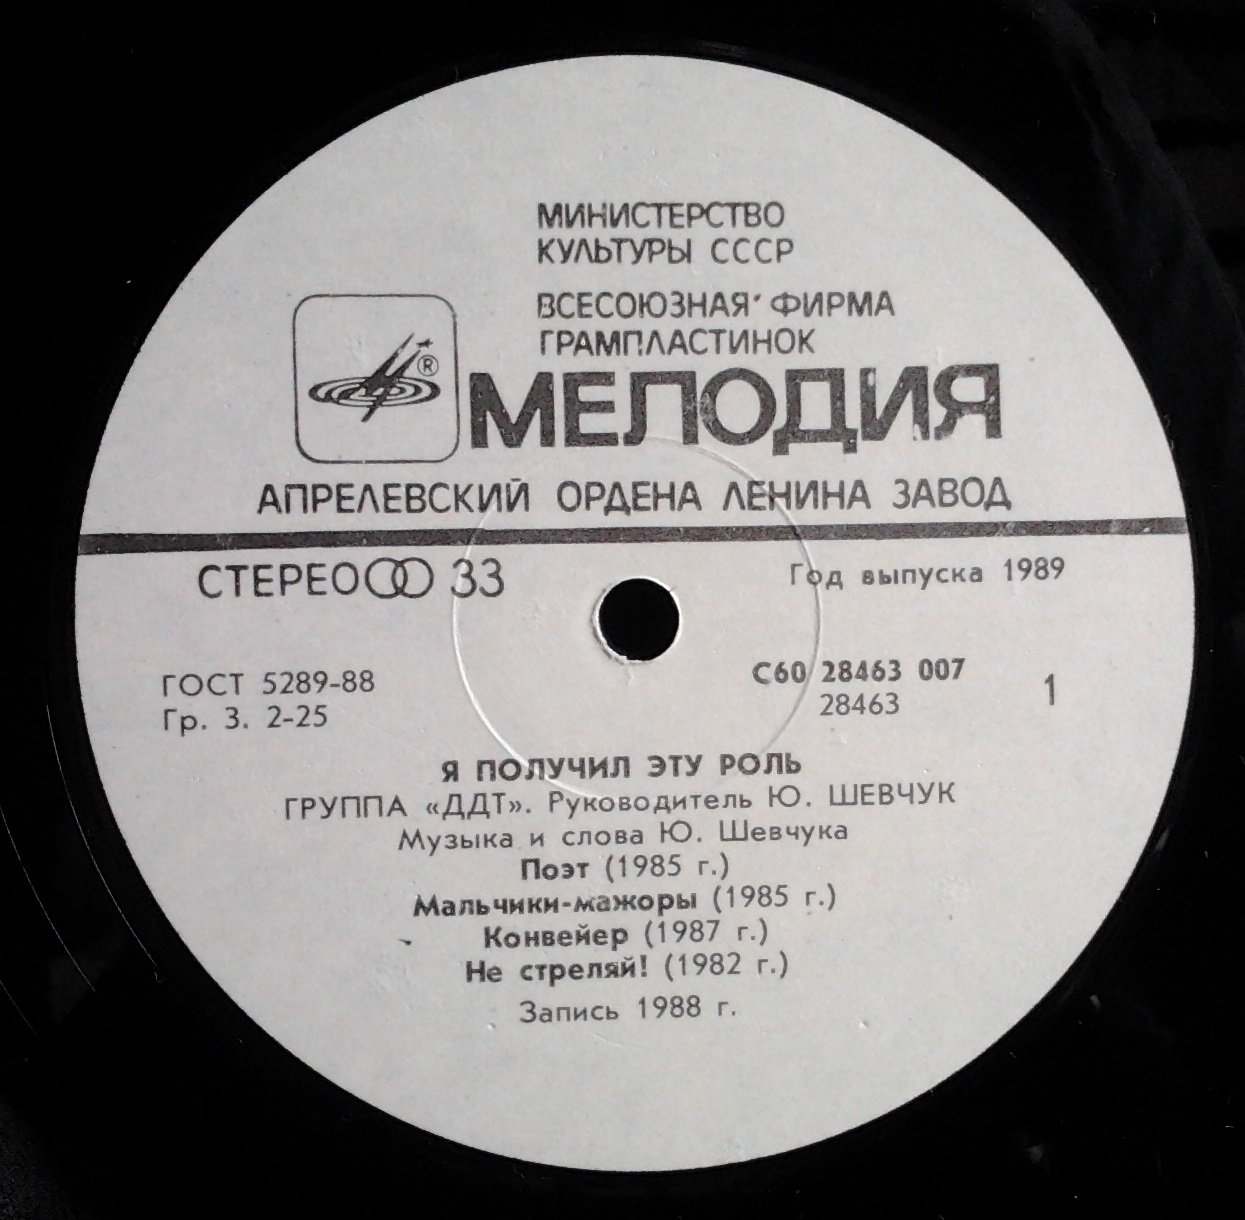 МИНИСТЕРСТВО
КУЛЬТУРЫ СССР
ВСЕСОЮЗНАЯ ФИРМА
ГРАМПЛАСТИНОК
®
МЕЛОДИЯ
АПРЕЛЕВСКИЙ ОРДЕНА ЛЕНИНА ЗАВОД
СТЕРЕО 33
Год выпуска 1989
ГОСТ 5289-88
Гр. 3. 2-25
С60 28463 007
28463
1
Я ПОЛУЧИЛ ЭТУ РОЛЬ
ГРУППА «ДДТ». Руководитель Ю. ШЕВЧУК
Музыка и слова Ю. Шевчука
Поэт (1985 г.)
Мальчики-мажоры (1985 г.)
Конвейер (1987 г.)
Не стреляй! (1982 г.)
Запись 1988 г.